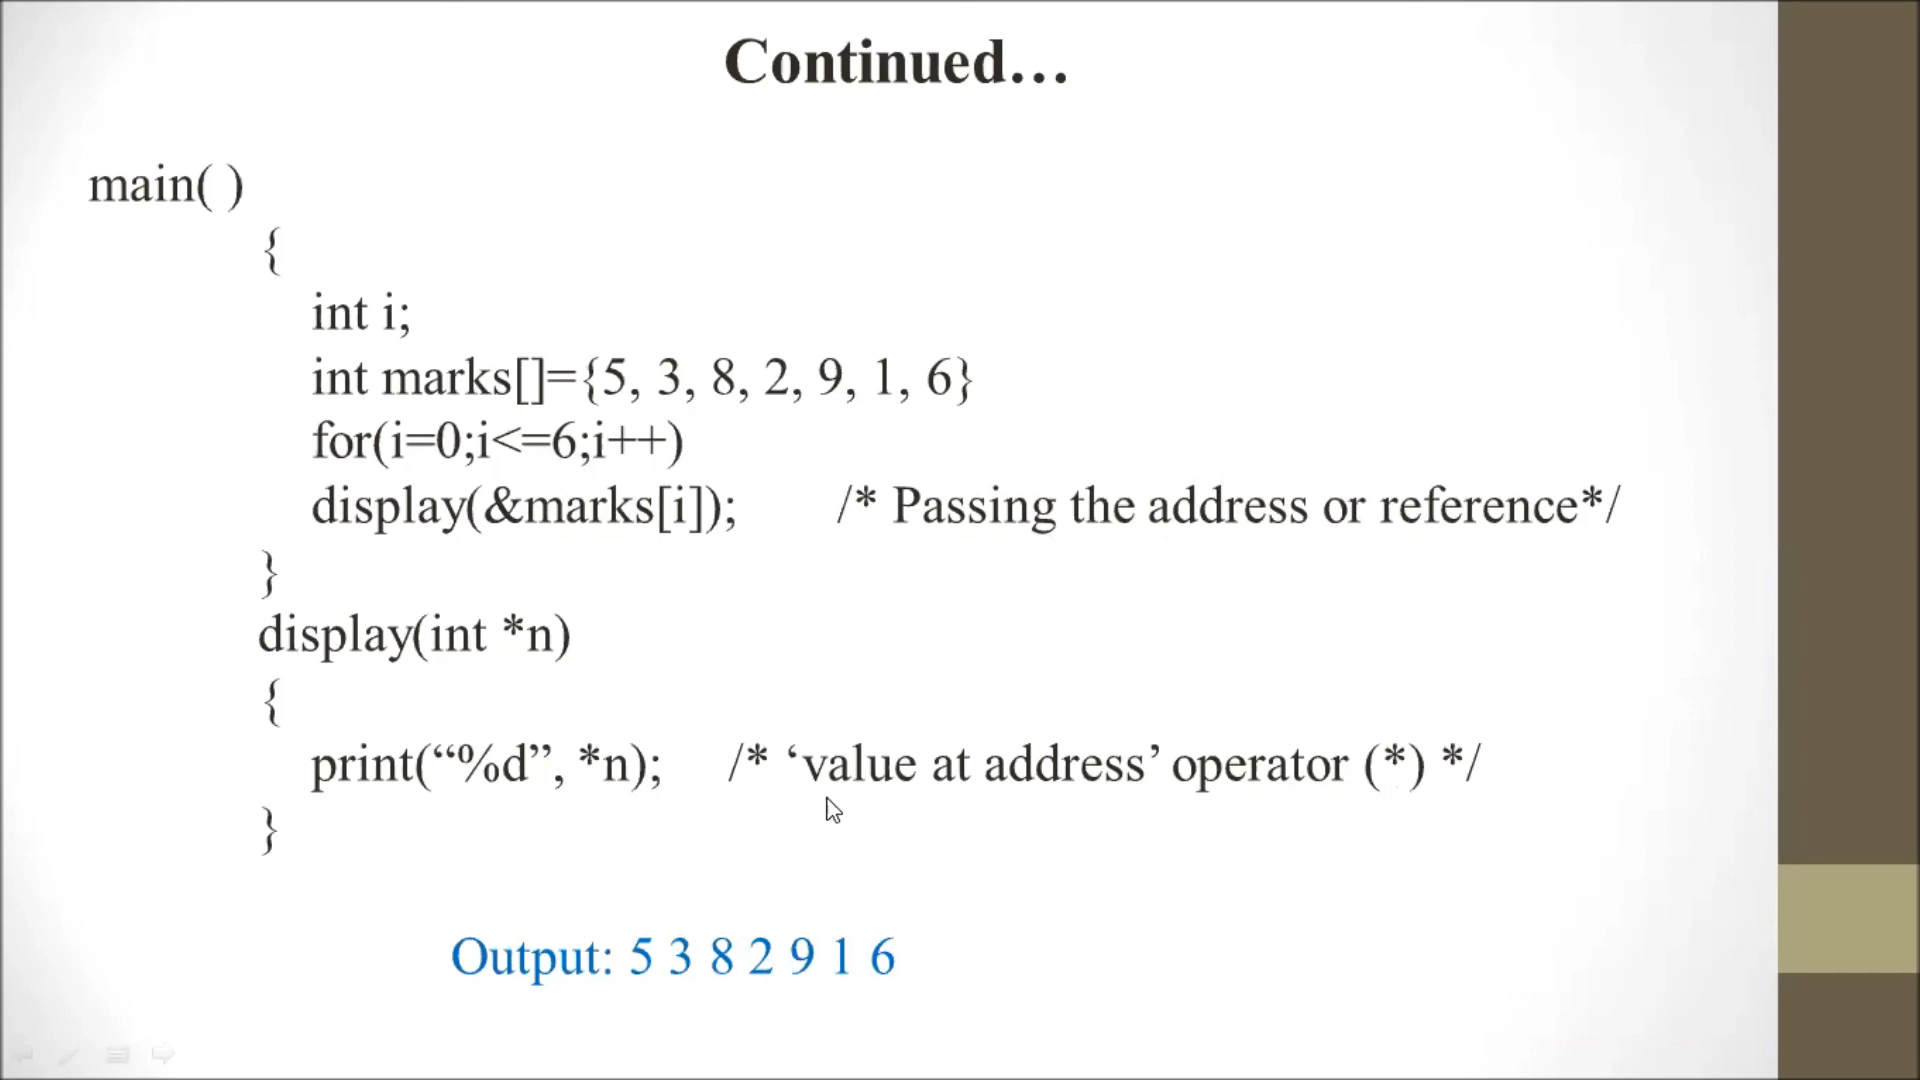 Continued…
main( )
{
int i;
int marks[]={5, 3, 8, 2, 9, 1, 6}
for(i=0;i<=6;i++)
display(&marks[i]); /* Passing the address or reference*/
}
display(int *n)
{
print(“%d”, *n); /* ‘value at address’ operator (*) */
}
Output: 5 3 8 2 9 1 6